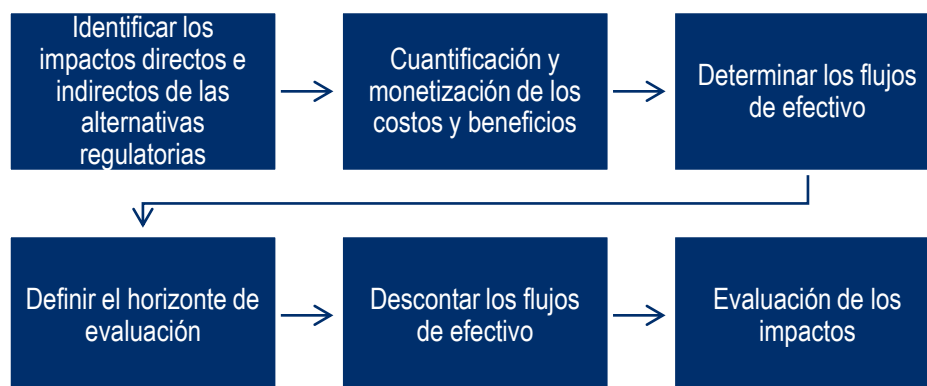 Identificar los
impactos directos e
indirectos de las
alternativas
regulatorias
Cuantificación y
monetización de los
costos y beneficios
Determinar los flujos
de efectivo
Definir el horizonte de
evaluación
Descontar los flujos
de efectivo
Evaluación de los
impactos